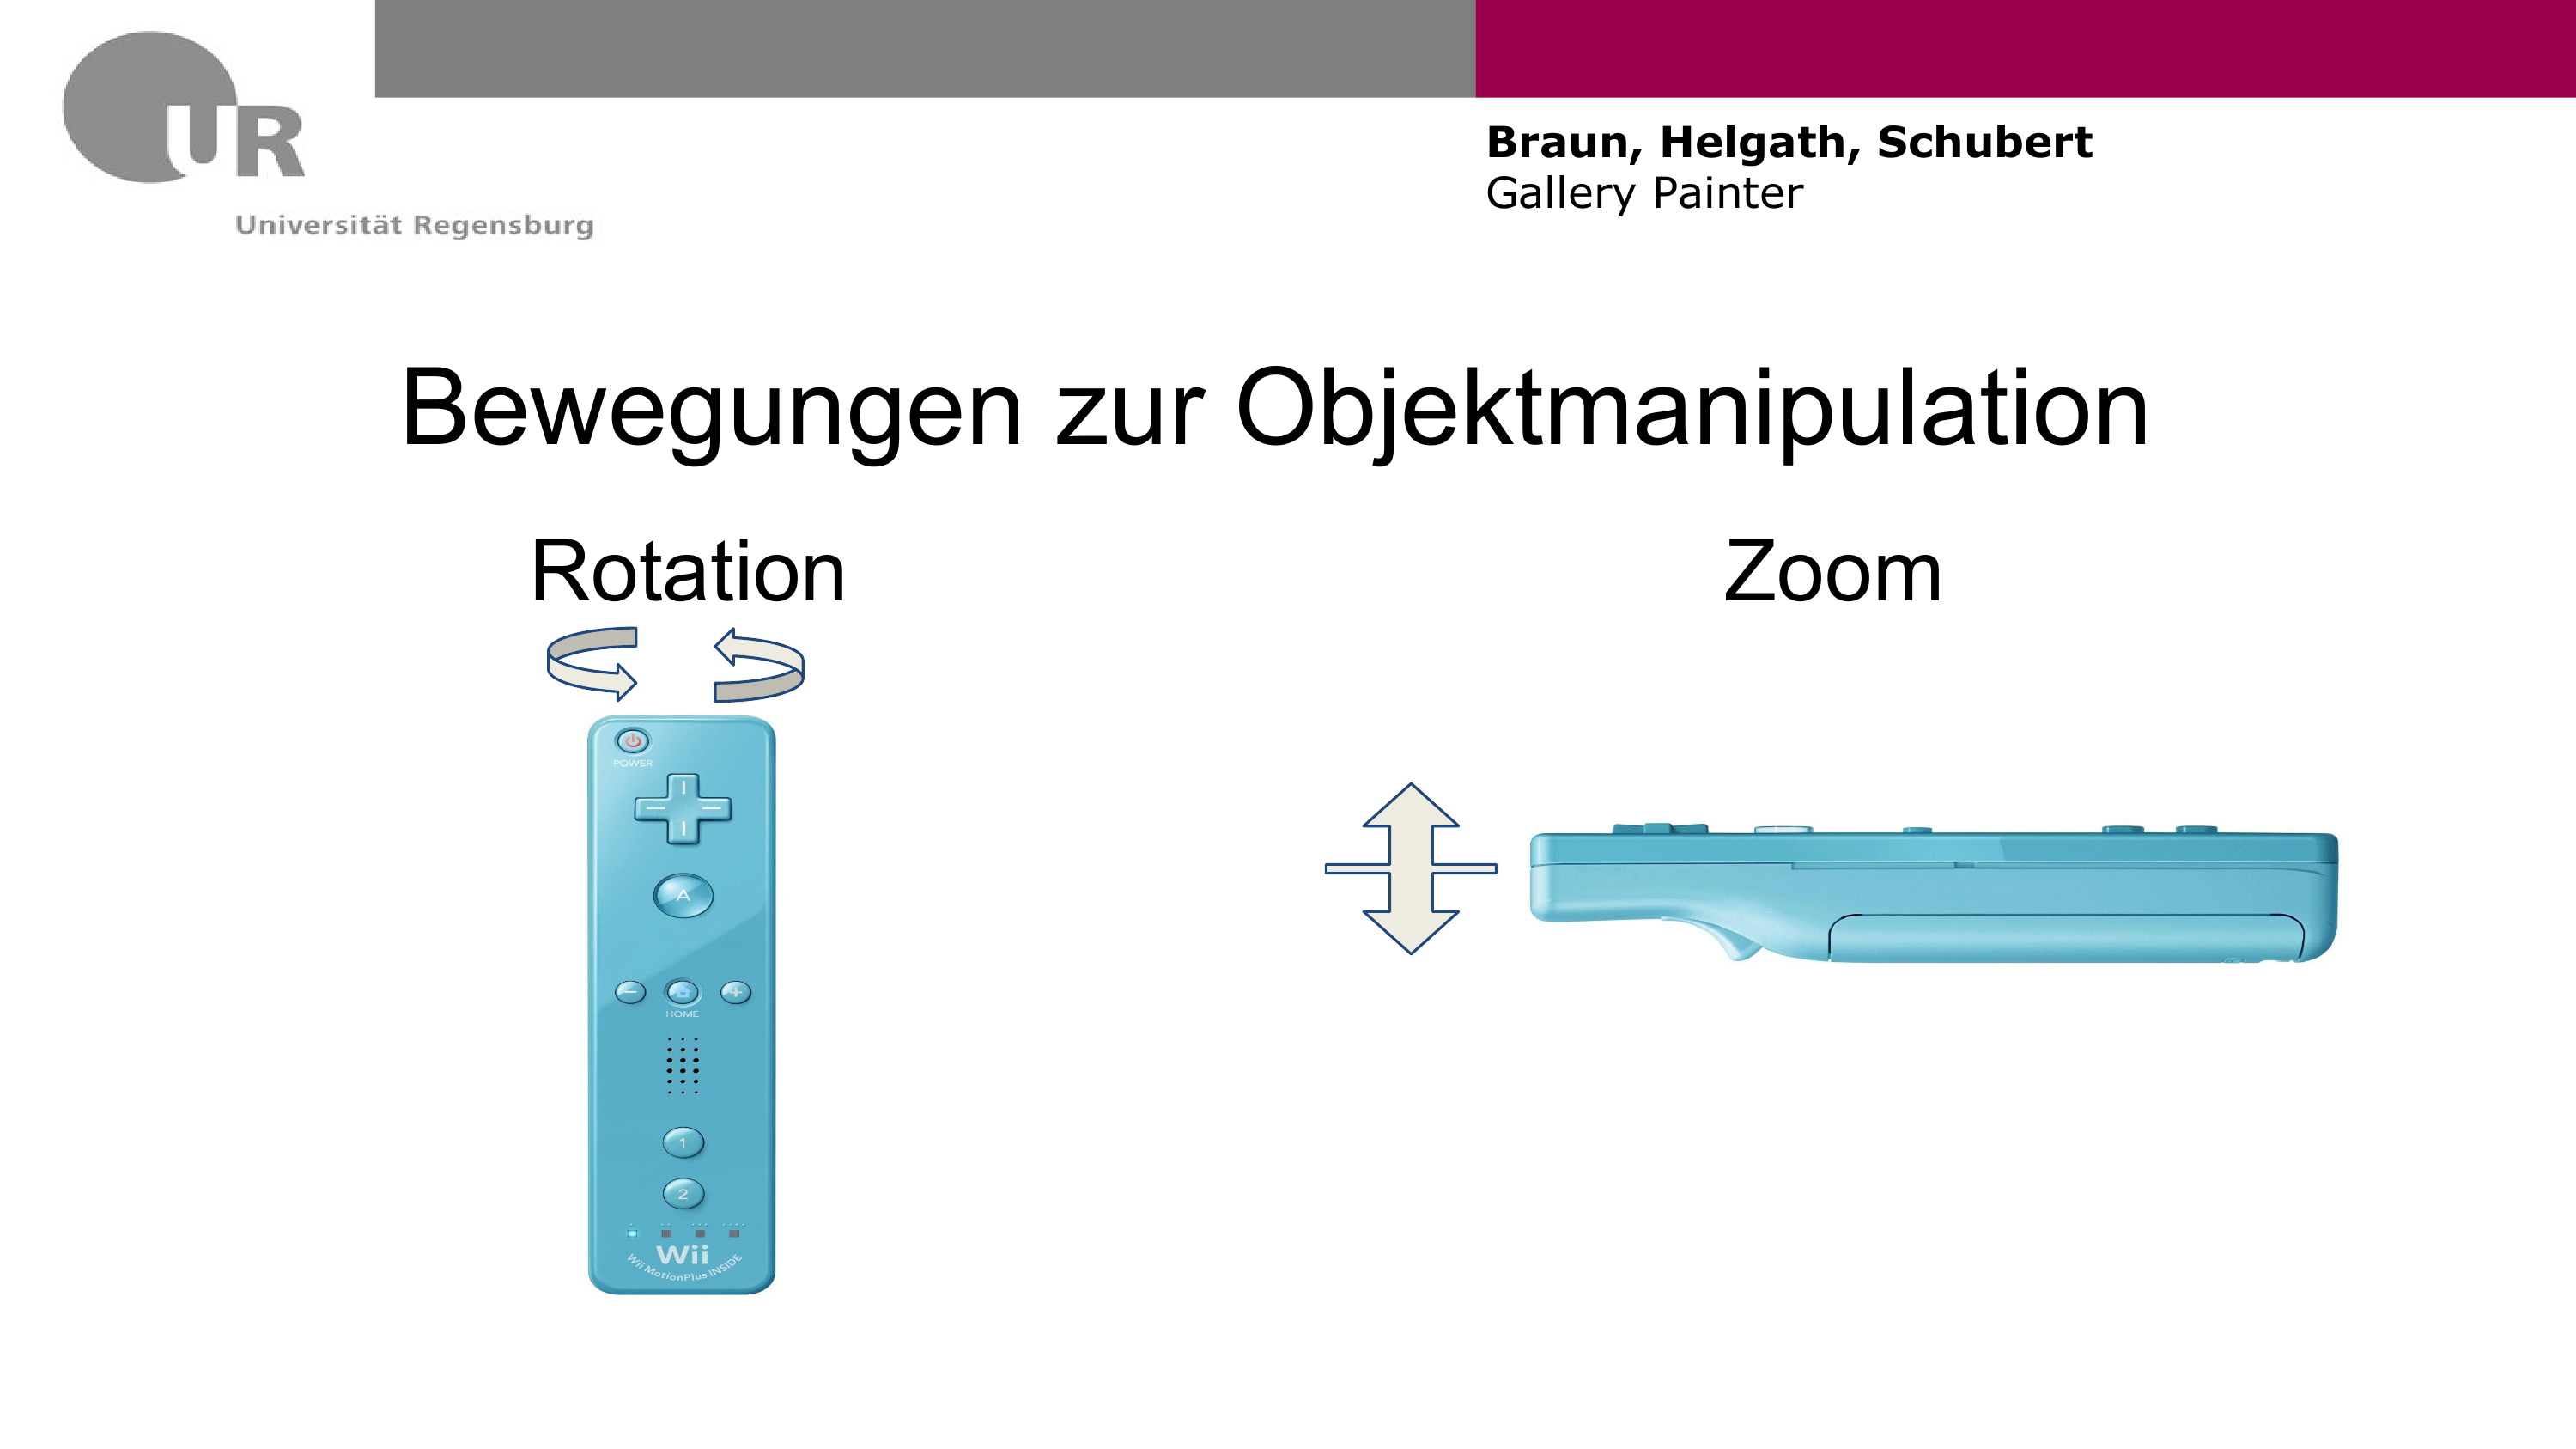 UR
Universität Regensburg
Braun, Helgath, Schubert
Gallery Painter
Bewegungen zur Objektmanipulation
Rotation
Zoom
POWER
A
HOME
1
2
Wii
Wii MotionPlus INSIDE